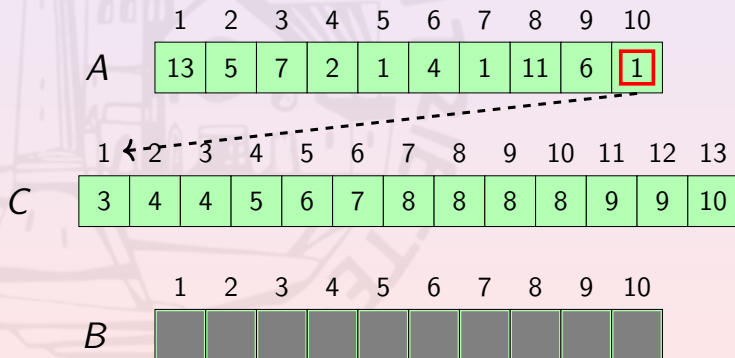 1 2 3 4 5 6 7 8 9 10
A 13 5 7 2 1 4 1 11 6 1
1 2 3 4 5 6 7 8 9 10 11 12 13
C 3 4 4 5 6 7 8 8 8 8 9 9 10
1 2 3 4 5 6 7 8 9 10
B